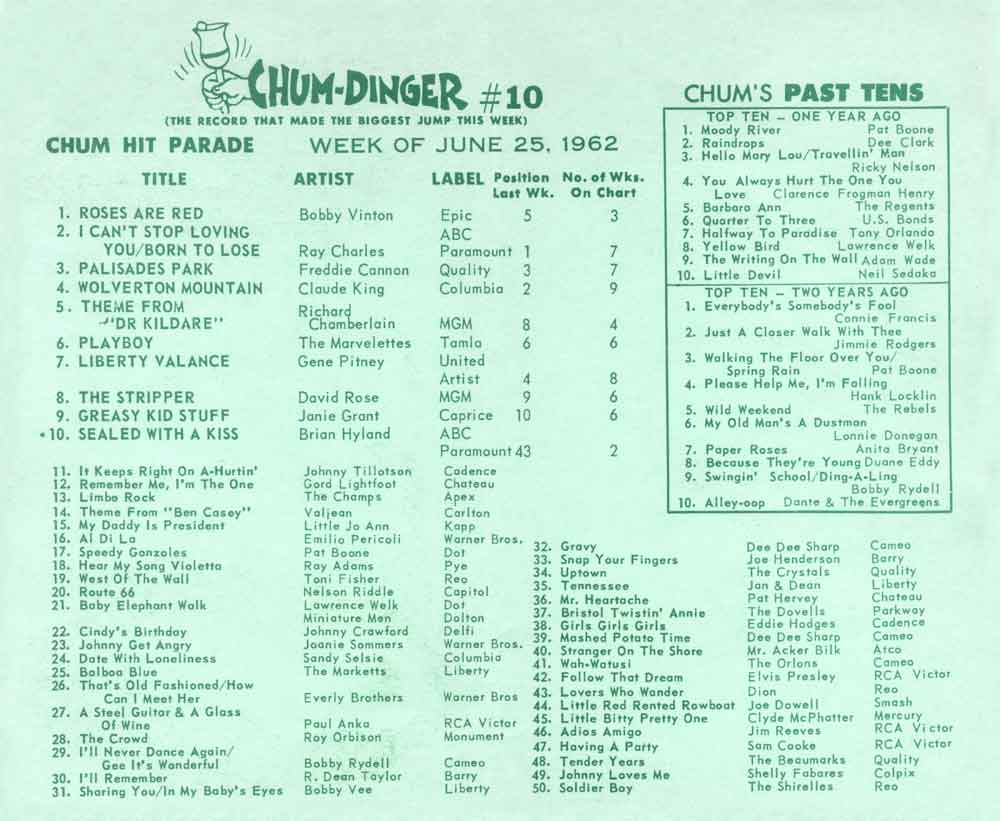 CHUM-DINGER #10
(THE RECORD THAT MADE THE BIGGEST JUMP THIS WEEK)
CHUM HIT PARADE WEEK OF JUNE 25, 1962
TITLE ARTIST LABEL Position Last Wk. No. of Wks. On Chart
1. ROSES ARE RED Bobby Vinton Epic 5 3
2. I CAN'T STOP LOVING ABC
YOU/BORN TO LOSE Ray Charles Paramount 1 7
3. PALISADES PARK Freddie Cannon Quality 3 7
4. WOLVERTON MOUNTAIN Claude King Columbia 2 9
5. THEME FROM Richard
"DR KILDARE" Chamberlain MGM 8 4
6. PLAYBOY The Marvelettes Tamla 6 6
7. LIBERTY VALANCE Gene Pitney United
Artist 4 8
8. THE STRIPPER David Rose MGM 9 6
9. GREASY KID STUFF Janie Grant Caprice 10 6
•10. SEALED WITH A KISS Brian Hyland ABC
Paramount 43 2
11. It Keeps Right On A-Hurtin' Johnny Tillotson Cadence
12. Remember Me, I'm The One Gord Lightfoot Chateau
13. Limbo Rock The Champs Apex
14. Theme From "Ben Casey" Valjean Carlton
15. My Daddy Is President Little Jo Ann Kapp
16. Al Di La Emilio Pericoli Warner Bros.
17. Speedy Gonzoles Pat Boone Dot
18. Hear My Song Violetta Ray Adams Pye
19. West Of The Wall Toni Fisher Reo
20. Route 66 Nelson Riddle Capitol
21. Baby Elephant Walk Lawrence Welk Dot
Miniature Men Dolton
22. Cindy's Birthday Johnny Crawford Delfi
23. Johnny Get Angry Joanie Sommers Warner Bros.
24. Date With Loneliness Sandy Selsie Columbia
25. Balboa Blue The Marketts Liberty
26. That's Old Fashioned/How
Can I Meet Her Everly Brothers Warner Bros
27. A Steel Guitar & A Glass
Of Wine Paul Anka RCA Victor
28. The Crowd Roy Orbison Monument
29. I'll Never Dance Again/
Gee It's Wonderful Bobby Rydell Cameo
30. I'll Remember R. Dean Taylor Barry
31. Sharing You/In My Baby's Eyes Bobby Vee Liberty
32. Gravy Dee Dee Sharp Cameo
33. Snap Your Fingers Joe Henderson Barry
34. Uptown The Crystals Quality
35. Tennessee Jan & Dean Liberty
36. Mr. Heartache Pat Hervey Chateau
37. Bristol Twistin' Annie The Dovells Parkway
38. Girls Girls Girls Eddie Hodges Cadence
39. Mashed Potato Time Dee Dee Sharp Cameo
40. Stranger On The Shore Mr. Acker Bilk Atco
41. Wah-Watusi The Orlons Cameo
42. Follow That Dream Elvis Presley RCA Victor
43. Lovers Who Wander Dion Reo
44. Little Red Rented Rowboat Joe Dowell Smash
45. Little Bitty Pretty One Clyde McPhatter Mercury
46. Adios Amigo Jim Reeves RCA Victor
47. Having A Party Sam Cooke RCA Victor
48. Tender Years The Beaumarks Quality
49. Johnny Loves Me Shelly Fabares Colpix
50. Soldier Boy The Shirelles Reo
CHUM'S PAST TENS
TOP TEN – ONE YEAR AGO
1. Moody River Pat Boone
2. Raindrops Dee Clark
3. Hello Mary Lou/Travellin' Man
Ricky Nelson
4. You Always Hurt The One You
Love Clarence Frogman Henry
5. Barbara Ann The Regents
6. Quarter To Three U.S. Bonds
7. Halfway To Paradise Tony Orlando
8. Yellow Bird Lawrence Welk
9. The Writing On The Wall Adam Wade
10. Little Devil Neil Sedaka
TOP TEN – TWO YEARS AGO
1. Everybody's Somebody's Fool
Connie Francis
2. Just A Closer Walk With Thee
Jimmie Rodgers
3. Walking The Floor Over You/
Spring Rain Pat Boone
4. Please Help Me, I'm Falling
Hank Locklin
5. Wild Weekend The Rebels
6. My Old Man's A Dustman
Lonnie Donegan
7. Paper Roses Anita Bryant
8. Because They're Young Duane Eddy
9. Swingin' School/Ding-A-Ling
Bobby Rydell
10. Alley-oop Dante & The Evergreens